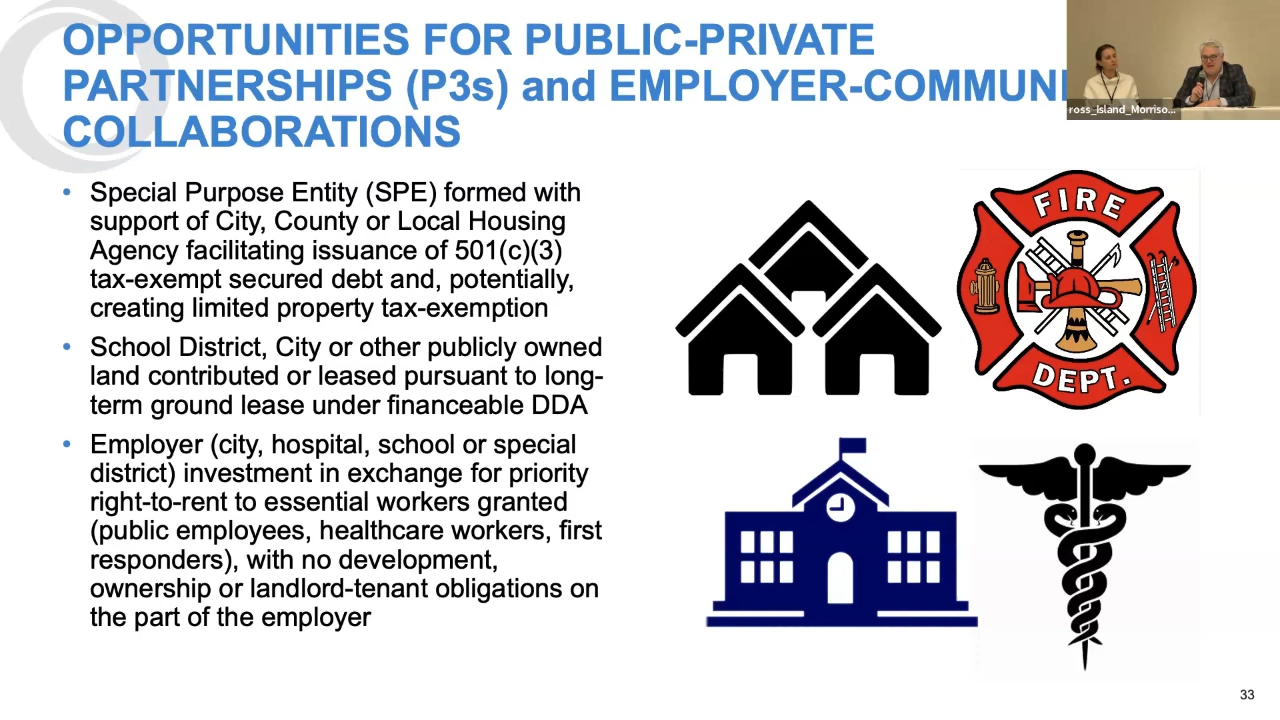 OPPORTUNITIES FOR PUBLIC-PRIVATE
PARTNERSHIPS (P3s) and EMPLOYER-COMMUNI
COLLABORATIONS
ross_island_Morriso...
• Special Purpose Entity (SPE) formed with
support of City, County or Local Housing
Agency facilitating issuance of 501(c)(3)
tax-exempt secured debt and, potentially,
creating limited property tax-exemption
• School District, City or other publicly owned
land contributed or leased pursuant to long-
term ground lease under financeable DDA
• Employer (city, hospital, school or special
district) investment in exchange for priority
right-to-rent to essential workers granted
(public employees, healthcare workers, first
responders), with no development,
ownership or landlord-tenant obligations on
the part of the employer
FIRE
DEPT.
33